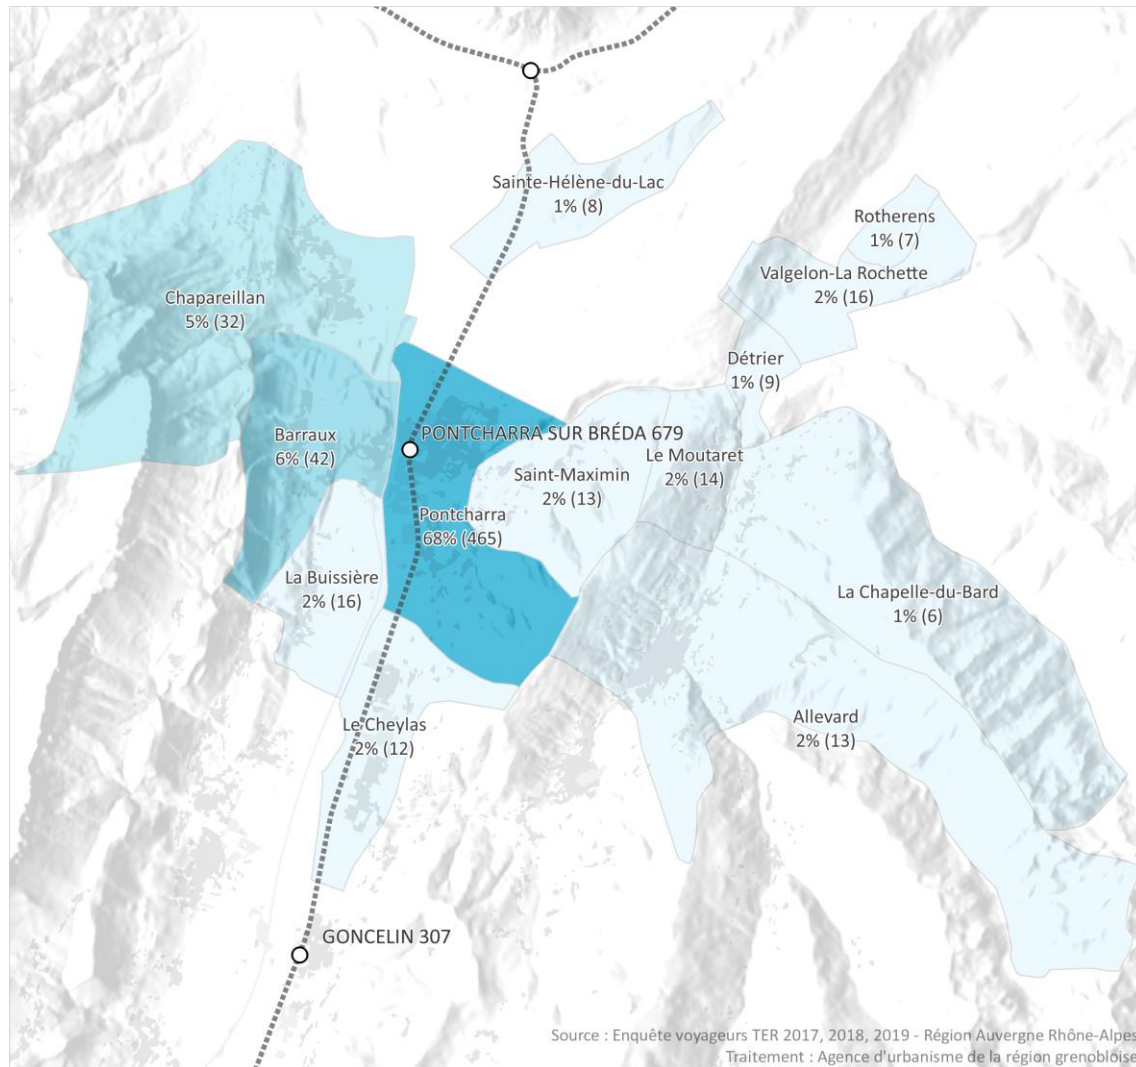 Sainte-Hélène-du-Lac
1% (8)
Rotherens
1% (7)
Valgelon-La Rochette
2% (16)
Chapareillan
5% (32)
Détrier
1% (9)
Barraux
6% (42)
PONTCHARRA SUR BRÉDA 679
Saint-Maximin
2% (13)
Le Moutaret
2% (14)
Pontcharra
68% (465)
La Buissière
2% (16)
La Chapelle-du-Bard
1% (6)
Le Cheylas
2% (12)
Allevard
2% (13)
GONCELIN 307
Source : Enquête voyageurs TER 2017, 2018, 2019 - Région Auvergne Rhône-Alpes
Traitement : Agence d'urbanisme de la région grenobloise